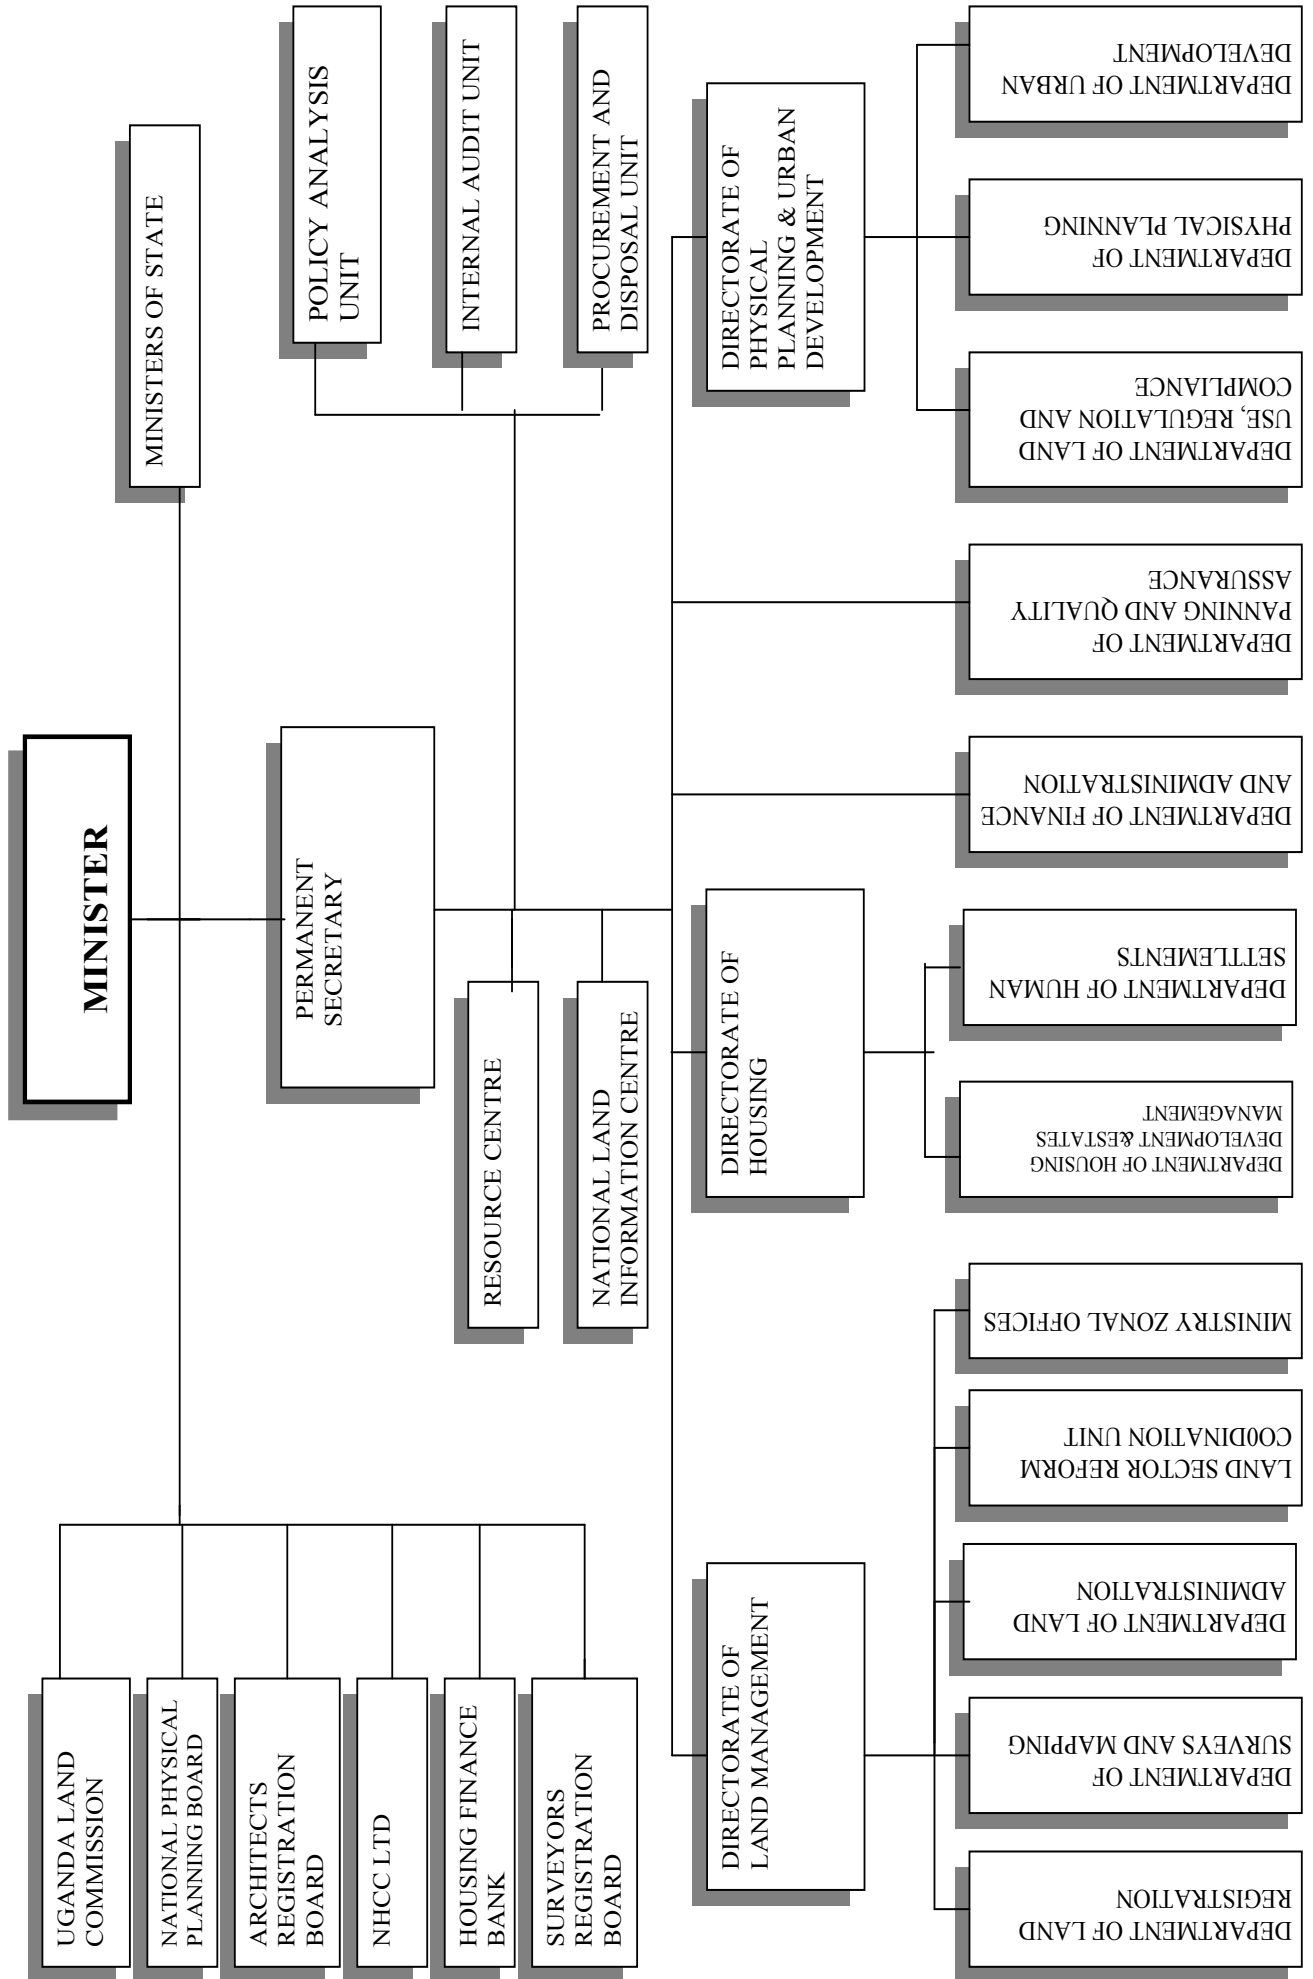 MINISTER
MINISTERS OF STATE
UGANDA LAND
COMMISSION
NATIONAL PHYSICAL
PLANNING BOARD
ARCHITECTS
REGISTRATION
BOARD
NHCC LTD
HOUSING FINANCE
BANK
SURVEYORS
REGISTRATION
BOARD
PERMANENT
SECRETARY
POLICY ANALYSIS
UNIT
INTERNAL AUDIT UNIT
PROCUREMENT AND
DISPOSAL UNIT
RESOURCE CENTRE
NATIONAL LAND
INFORMATION CENTRE
DIRECTORATE OF
LAND MANAGEMENT
DIRECTORATE OF
HOUSING
DIRECTORATE OF
PHYSICAL
PLANNING & URBAN
DEVELOPMENT
DEPARTMENT OF LAND
REGISTRATION
DEPARTMENT OF
SURVEYS AND MAPPING
DEPARTMENT OF LAND
ADMINISTRATION
LAND SECTOR REFORM
CO0DINATION UNIT
MINISTRY ZONAL OFFICES
DEPARTMENT OF HOUSING
DEVELOPMENT &ESTATES
MANAGEMENT
DEPARTMENT OF HUMAN
SETTLEMENTS
DEPARTMENT OF FINANCE
AND ADMINISTRATION
DEPARTMENT OF
PANNING AND QUALITY
ASSURANCE
DEPARTMENT OF LAND
USE, REGULATION AND
COMPLIANCE
DEPARTMENT OF
PHYSICAL PLANNING
DEPARTMENT OF URBAN
DEVELOPMENT